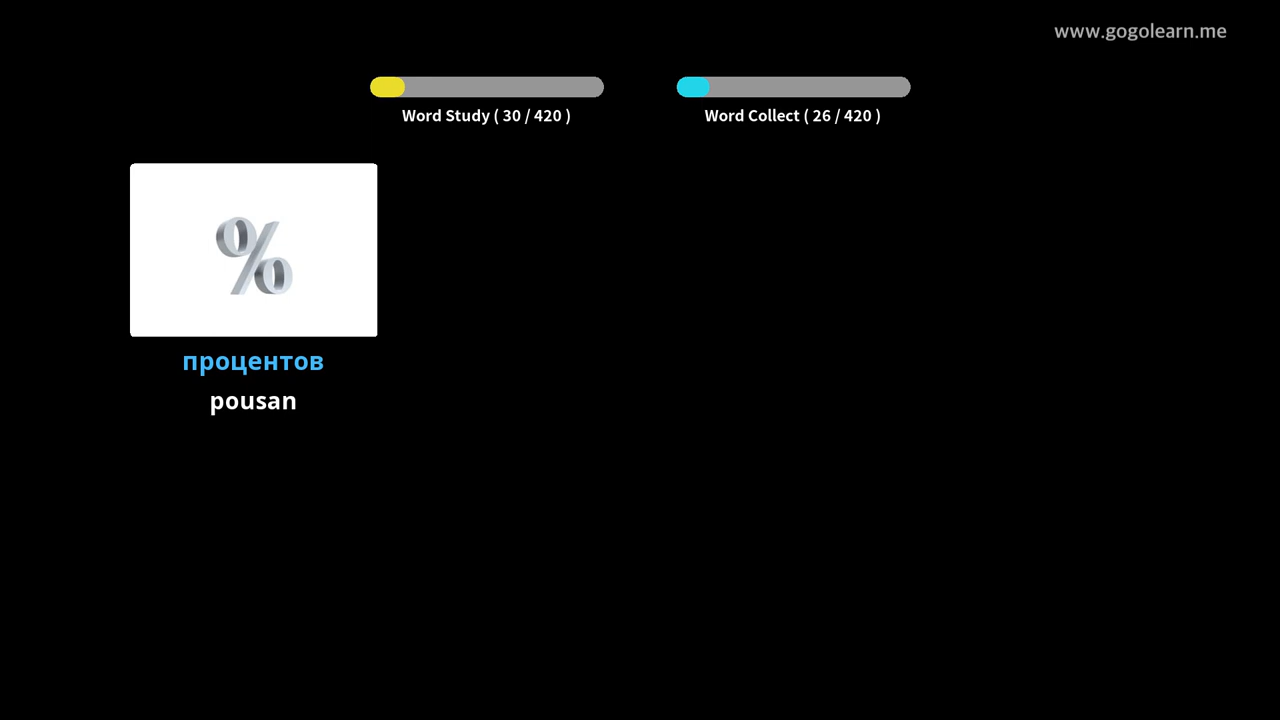 www.gogolearn.me
Word Study ( 30 / 420 )
Word Collect ( 26 / 420 )
%
процентов
pousan